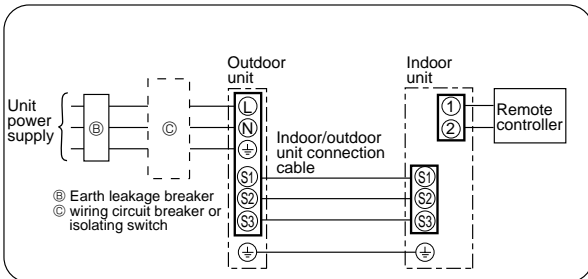 Outdoor
unit
Indoor
unit
Unit
power
supply
Ⓑ
Ⓒ
L
N
S1
S2
S3
Indoor/outdoor
unit connection
cable
1
2
Remote
controller
S1
S2
S3
Ⓑ Earth leakage breaker
Ⓒ wiring circuit breaker or
isolating switch